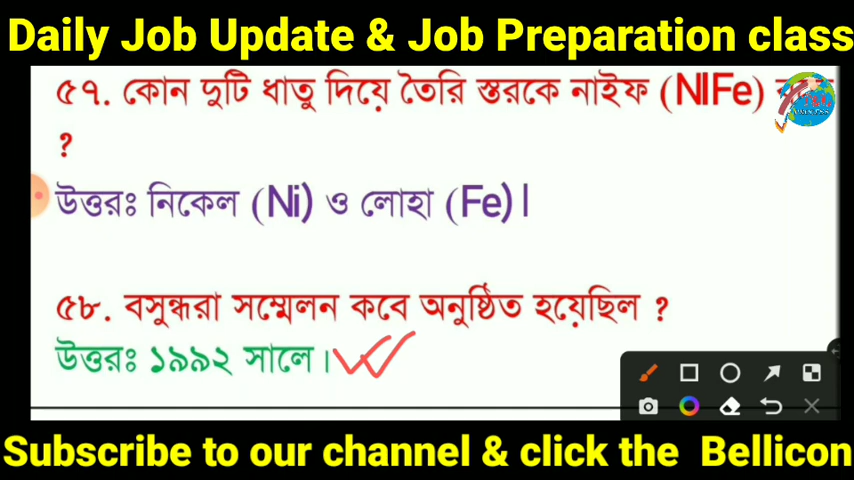 Daily Job Update & Job Preparation class
৫৭. কোন দুটি ধাতু দিয়ে তৈরি স্তরকে নাইফ (NIFe)
?
উত্তরঃ নিকেল (Ni) ও লোহা (Fe)।
৫৮. বসুন্ধরা সম্মেলন কবে অনুষ্ঠিত হয়েছিল ?
উত্তরঃ ১৯৯২ সালে।
Subscribe to our channel & click the Bellicon